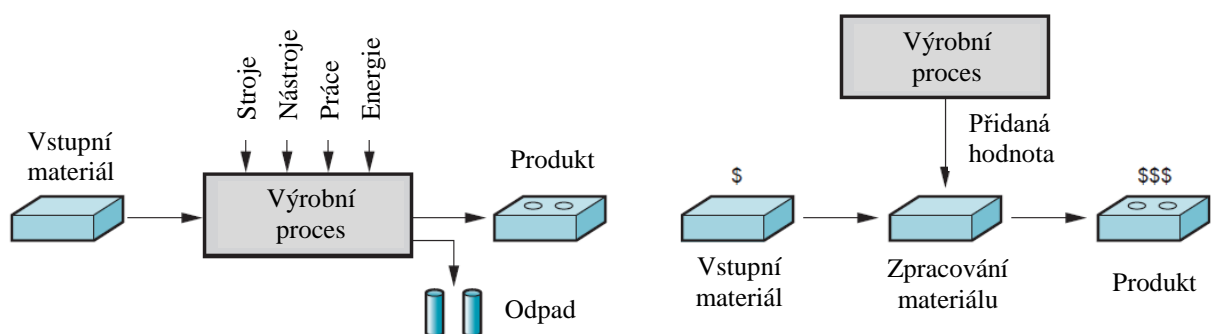 Stroje
Nástroje
Práce
Energie
Vstupní
materiál
Výrobní
proces
Produkt
Odpad
Výrobní
proces
Přidaná
hodnota
$
$$$
Vstupní
materiál
Zpracování
materiálu
Produkt